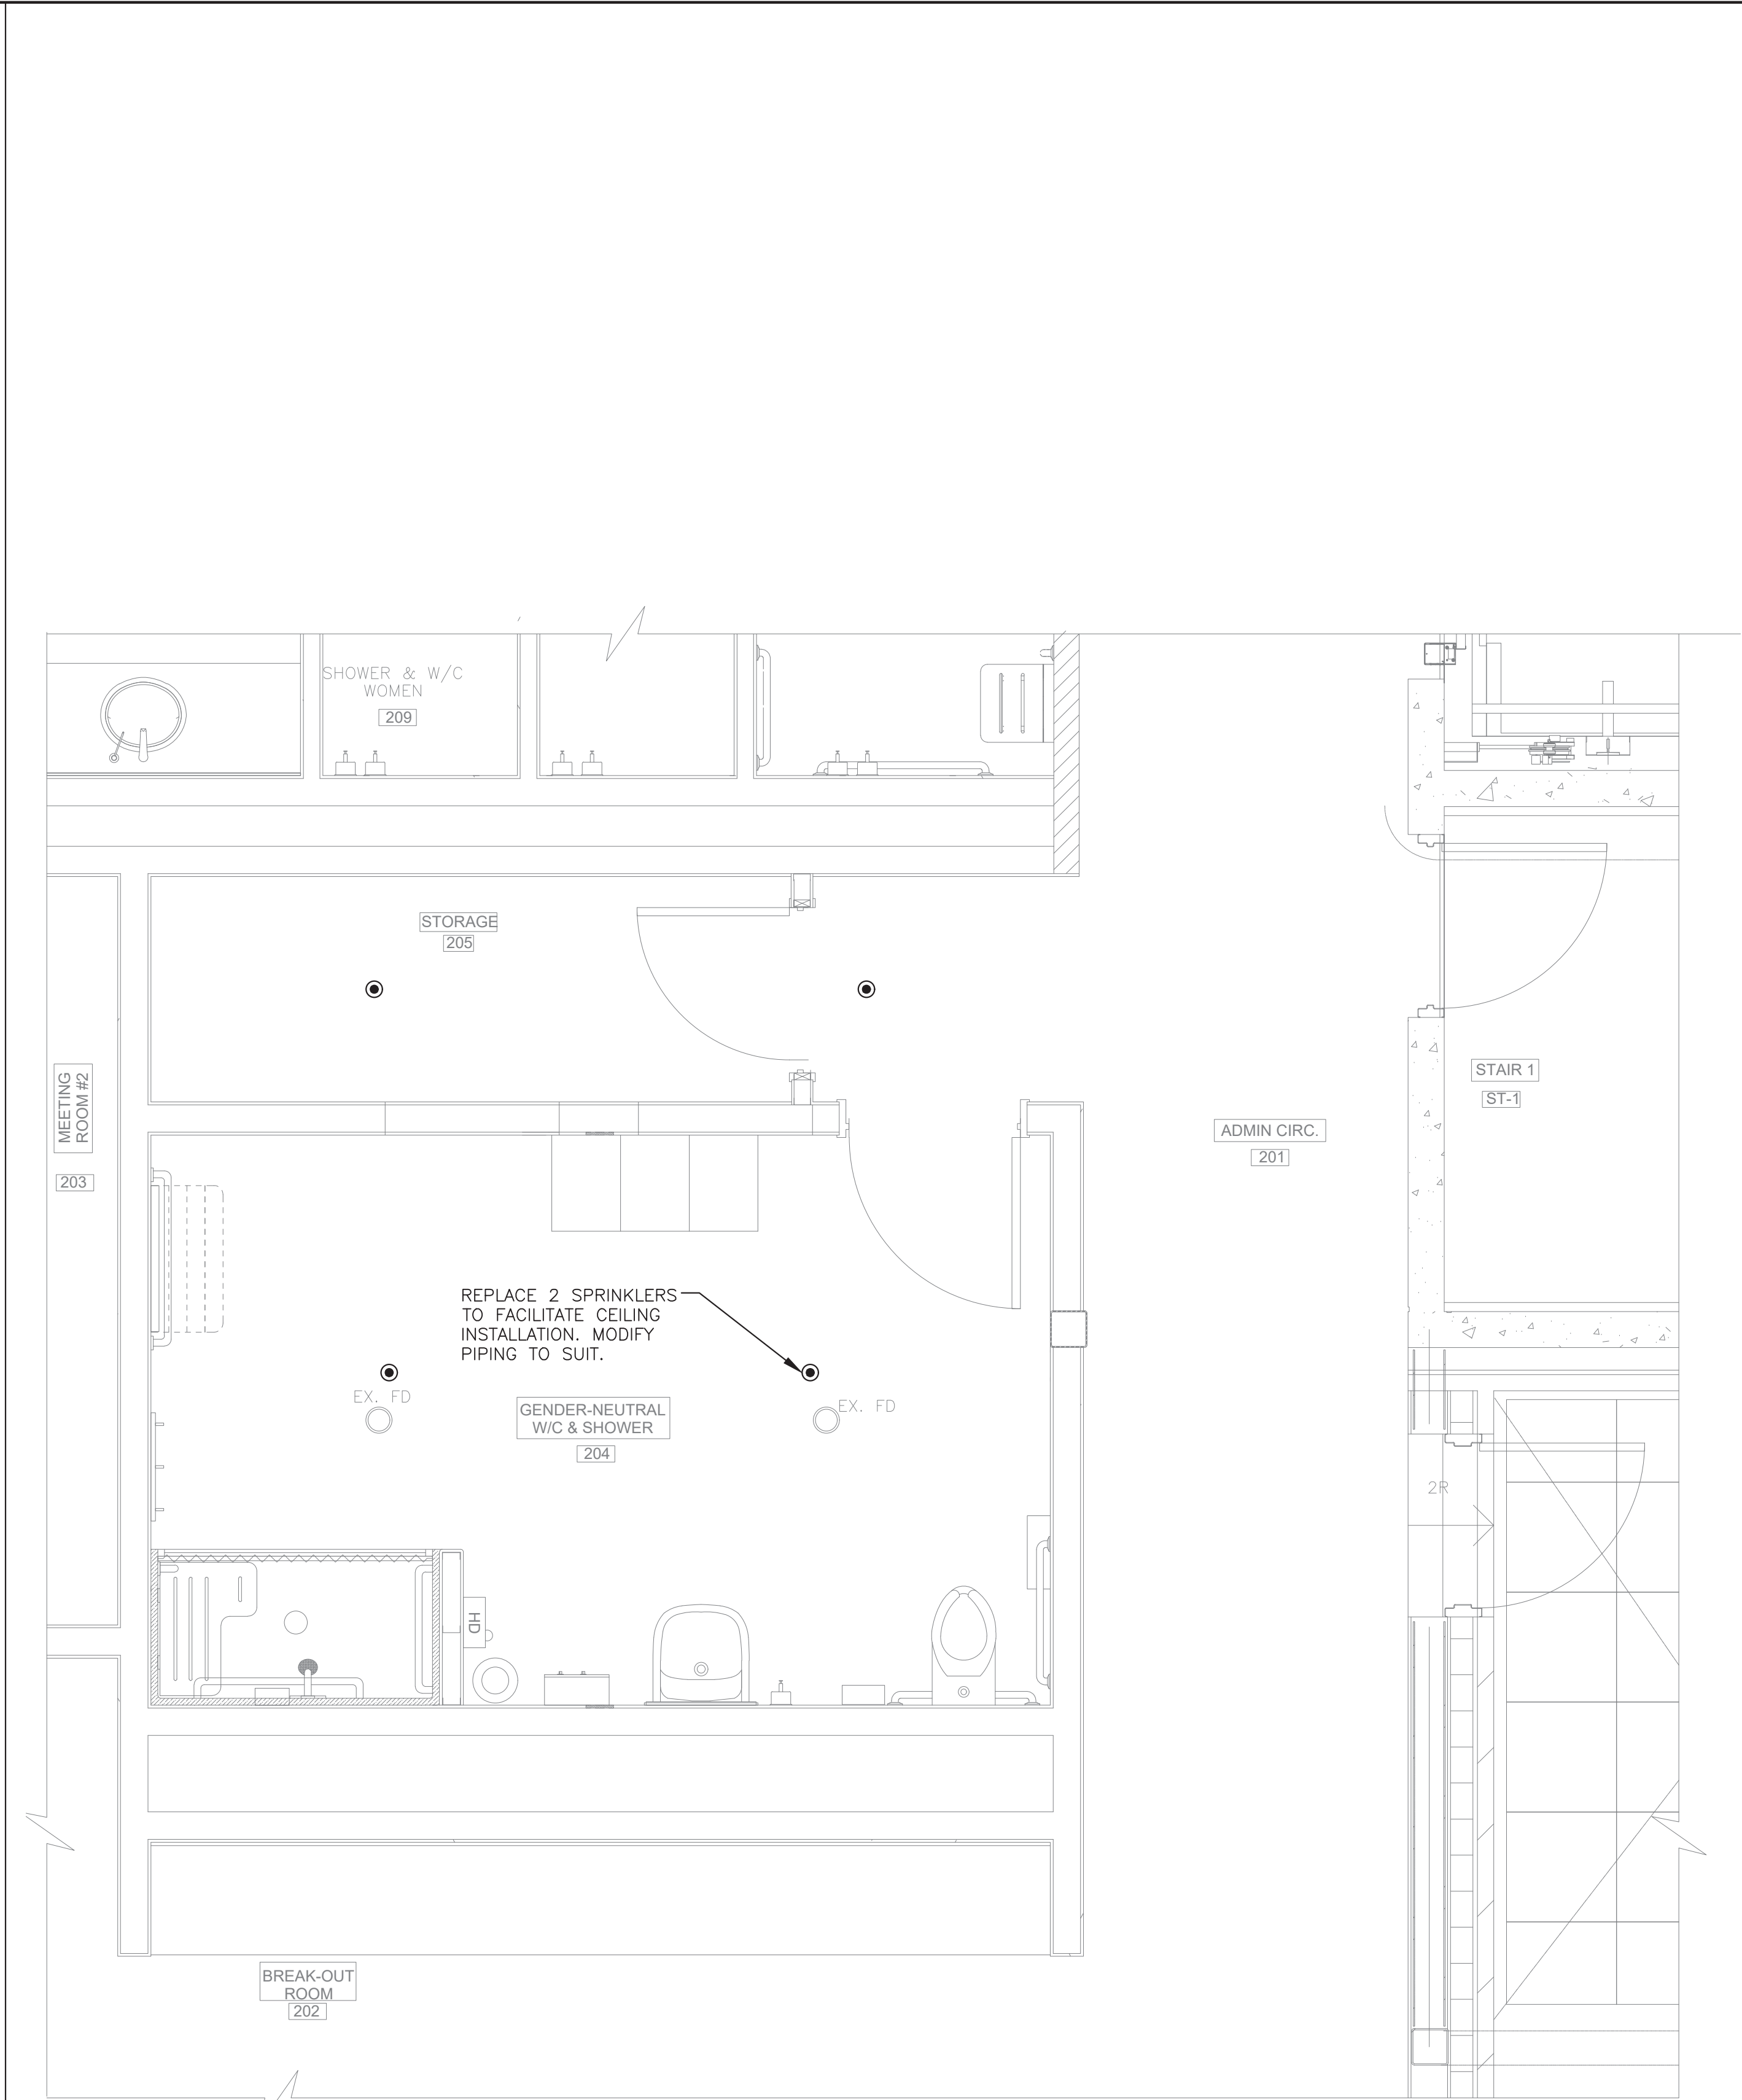 SHOWER & W/C
WOMEN
209
STORAGE
205
MEETING
ROOM #2
203
STAIR 1
ST-1
ADMIN CIRC.
201
REPLACE 2 SPRINKLERS
TO FACILITATE CEILING
INSTALLATION. MODIFY
PIPING TO SUIT.
EX. FD
EX. FD
GENDER-NEUTRAL
W/C & SHOWER
204
2R
HD
BREAK-OUT
ROOM
202